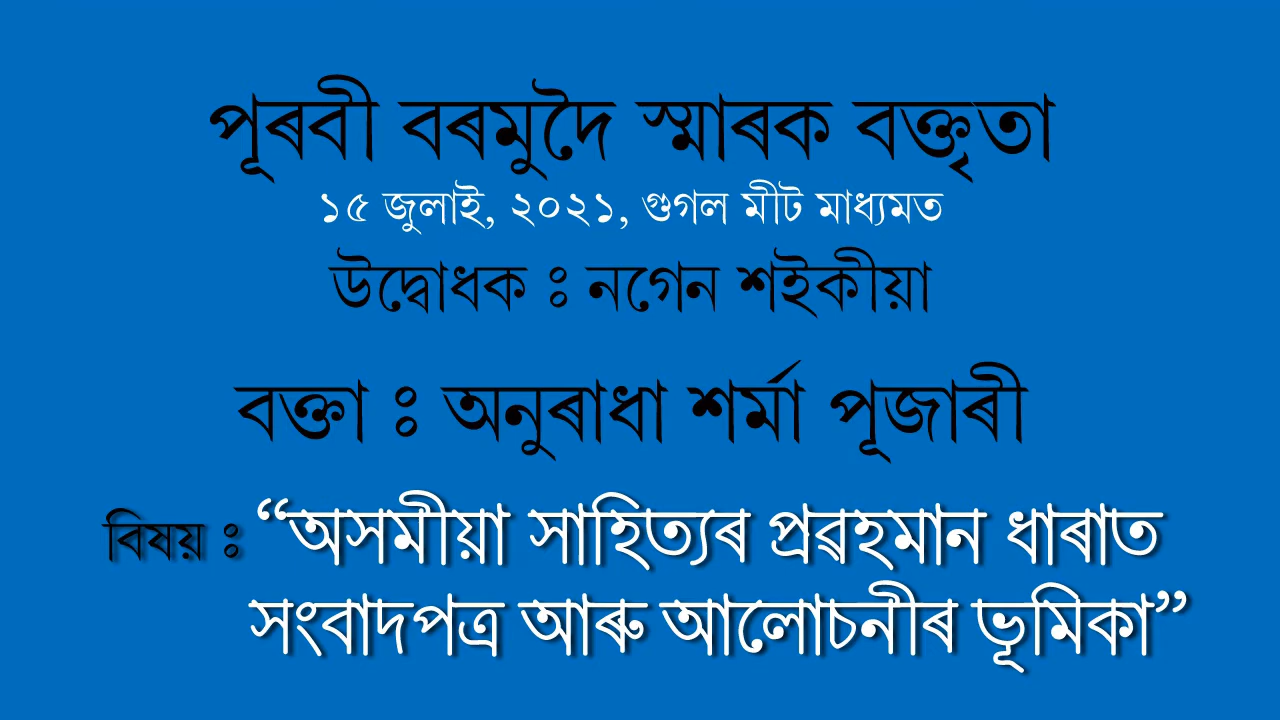 পূৰবী বৰমুদৈ স্মাৰক বক্তৃতা
১৫ জুলাই, ২০২১, গুগল মীট মাধ্যমত
উদ্বোধক ঃ নগেন শইকীয়া
বক্তা ঃ অনুৰাধা শৰ্মা পূজাৰী
বিষয় ঃ “অসমীয়া সাহিত্যৰ প্ৰৱহমান ধাৰাত
সংবাদপত্ৰ আৰু আলোচনীৰ ভূমিকা”